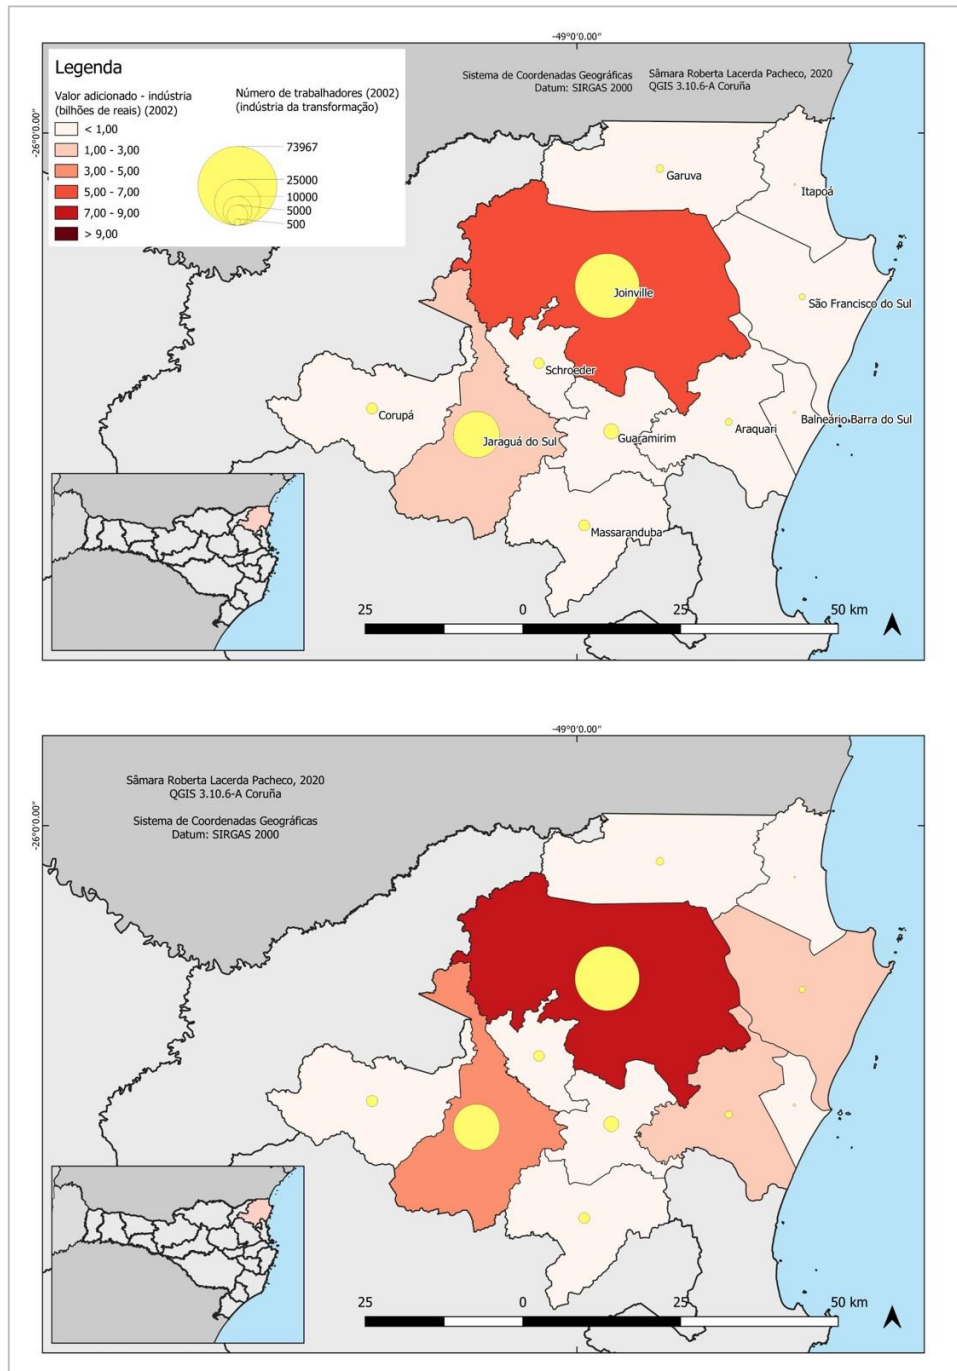 -49°0'0.00"
-26°0'0.00"
Legenda
Valor adicionado - indústria
(bilhões de reais) (2002)
< 1,00
1,00 - 3,00
3,00 - 5,00
5,00 - 7,00
7,00 - 9,00
> 9,00
Número de trabalhadores (2002)
(indústria da transformação)
73967
25000
10000
5000
500
Sistema de Coordenadas Geográficas
Datum: SIRGAS 2000
Sâmara Roberta Lacerda Pacheco, 2020
QGIS 3.10.6-A Coruña
Garuva
Itapoá
Joinville
São Francisco do Sul
Schroeder
Corupá
Jaraguá do Sul
Guaramirim
Araquari
Balneário Barra do Sul
Massaranduba
25 0 25 50 km
-49°0'0.00"
-26°0'0.00"
Sâmara Roberta Lacerda Pacheco, 2020
QGIS 3.10.6-A Coruña
Sistema de Coordenadas Geográficas
Datum: SIRGAS 2000
25 0 25 50 km